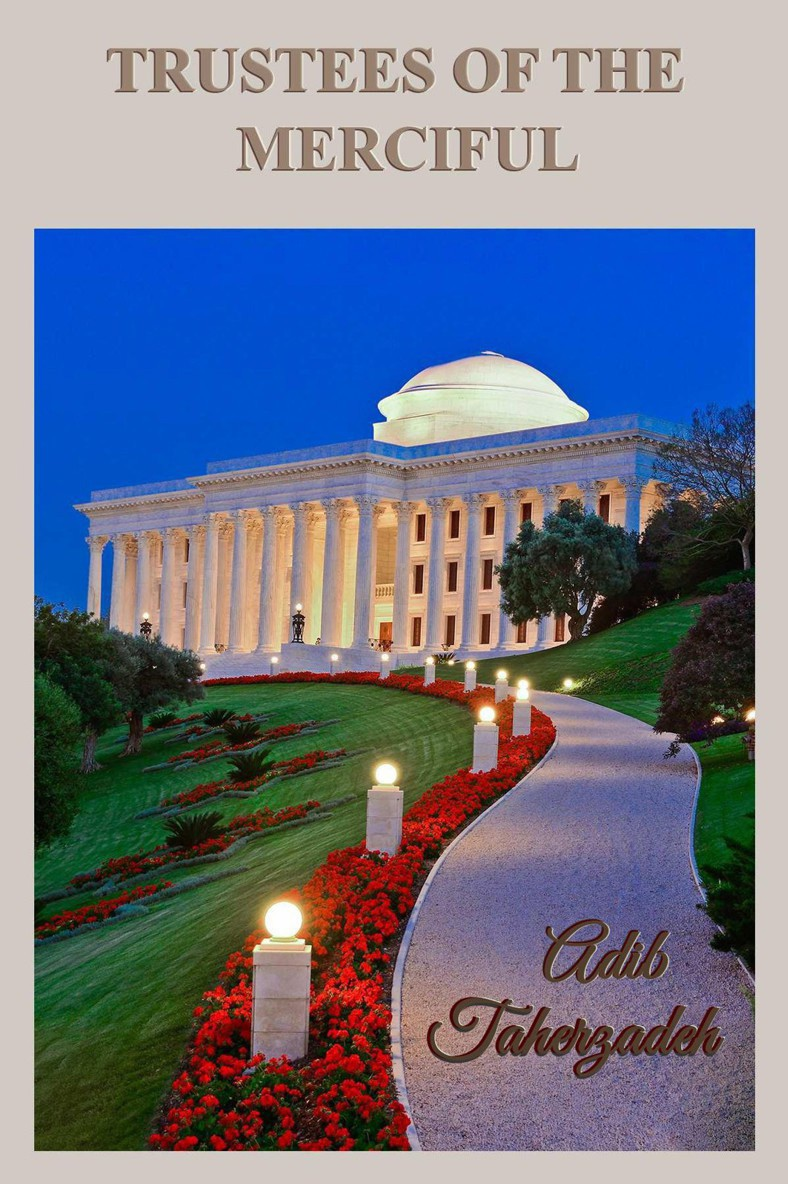 TRUSTEES OF THE
MERCIFUL
Adib
Taherzadeh